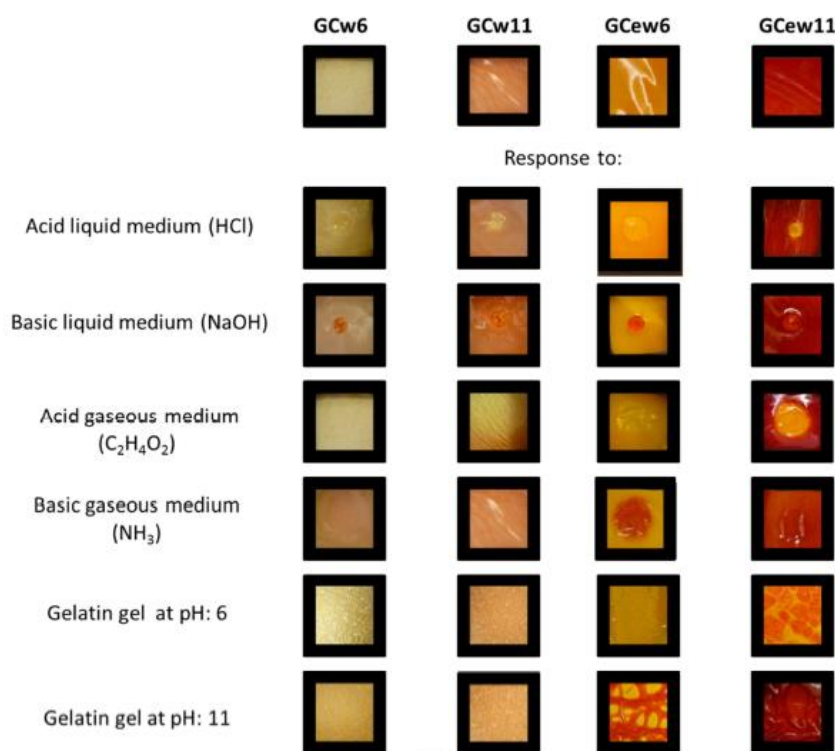 GCw6 GCw11 GCew6 GCew11
Response to:
Acid liquid medium (HCl)
Basic liquid medium (NaOH)
Acid gaseous medium
(C₂H₄O₂)
Basic gaseous medium
(NH₃)
Gelatin gel at pH: 6
Gelatin gel at pH: 11